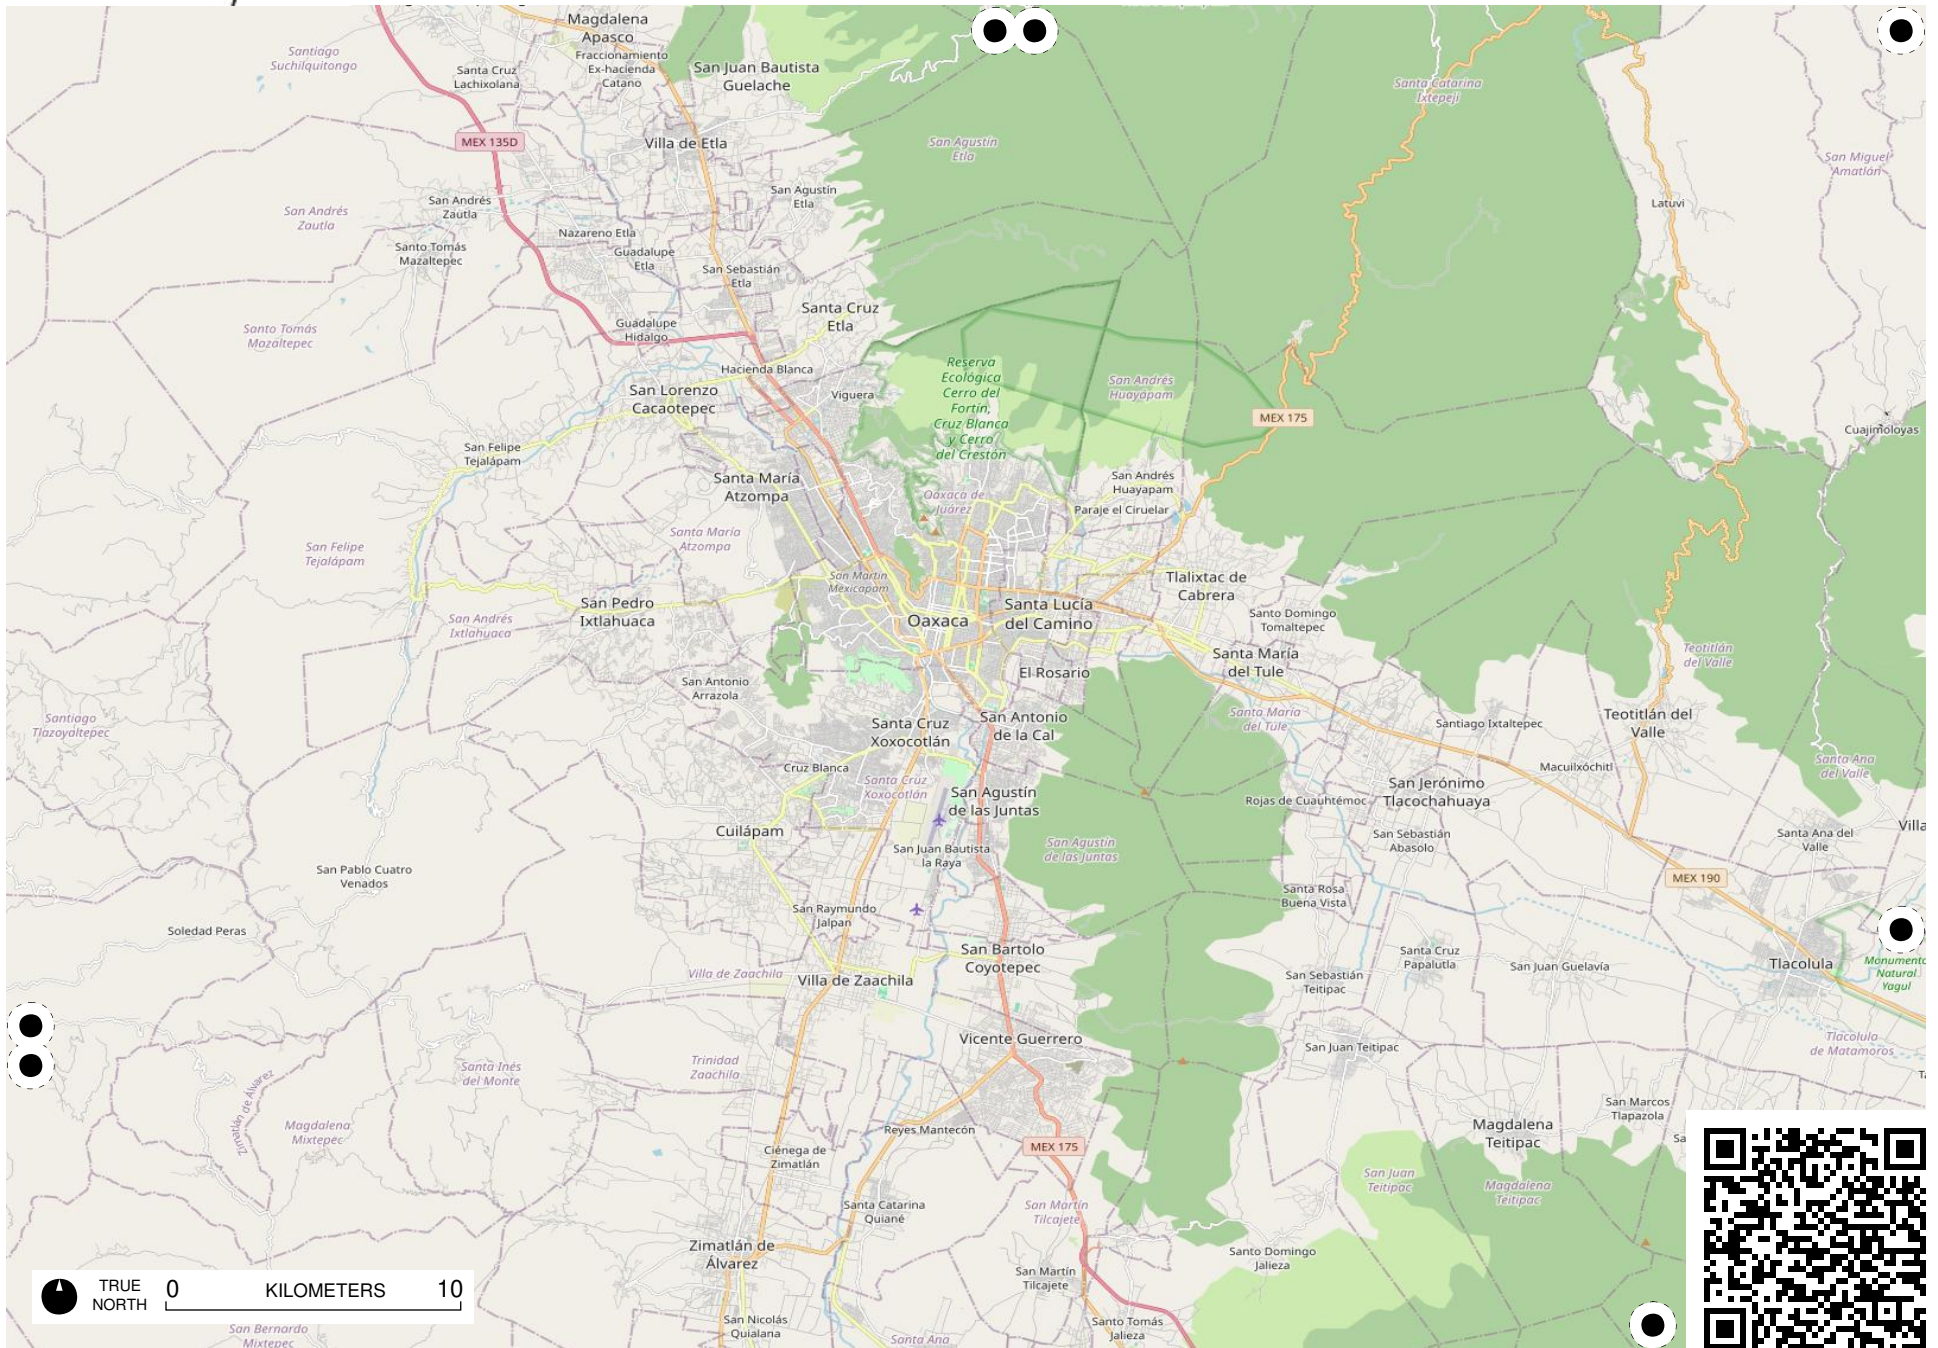 Magdalena
Apasco
Santiago
Suchilquitongo
Santa Cruz
Lachixolana
Fraccionamiento
Ex-hacienda
Catano
San Juan Bautista
Guelache
Santa Catarina
Ixtepeji
MEX 135D
Villa de Etla
San Agustín
Etla
San Miguel
Amatlán
San Andrés
Zautla
San Andrés
Zautla
San Agustín
Etla
Latuvi
Nazareno Etla
Santo Tomás
Mazaltepec
Guadalupe
Etla
San Sebastián
Etla
Santa Cruz
Etla
Santo Tomás
Mazaltepec
Guadalupe
Hidalgo
Hacienda Blanca
San Lorenzo
Cacaotepec
Viguera
Reserva
Ecológica
Cerro del
Fortín,
Cruz Blanca
y Cerro
del Crestón
San Andrés
Huayapam
MEX 175
Cuajimoloyas
San Felipe
Tejalápam
Santa María
Atzompa
Oaxaca de
Juárez
San Andrés
Huayapam
Paraje el Ciruelar
San Felipe
Tejalápam
Santa María
Atzompa
San Martín
Mexicapam
Tlalixtac de
Cabrera
San Pedro
Ixtlahuaca
San Andrés
Ixtlahuaca
Oaxaca
Santa Lucía
del Camino
Santo Domingo
Tomaltepec
Santa María
del Tule
Teotitlán
del Valle
San Antonio
Arrazola
El Rosario
Santiago
Tlazoyaltepec
Santa Cruz
Xoxocotlán
San Antonio
de la Cal
Santa María
del Tule
Santiago Ixtaltepec
Teotitlán del
Valle
Cruz Blanca
Santa Cruz
Xoxocotlán
San Agustín
de las Juntas
Macuilxóchitl
Santa Ana
del Valle
Rojas de Cuauhtémoc
San Jerónimo
Tlacochahuaya
Cuilápam
San Juan Bautista
la Raya
San Agustín
de las Juntas
San Sebastián
Abasolo
Santa Ana del
Valle
Villa
San Pablo Cuatro
Venados
MEX 190
Santa Rosa
Buena Vista
San Raymundo
Jalpan
Soledad Peras
San Bartolo
Coyotepec
Santa Cruz
Papalutla
San Juan Guelavía
Tlacolula
Monumento
Natural
Yagul
Villa de Zaachila
Villa de Zaachila
San Sebastián
Teitipac
Vicente Guerrero
San Juan Teitipac
Tlacolula
de Matamoros
Trinidad
Zaachila
Santa Inés
del Monte
Zimatlán de Álvarez
Magdalena
Mixtepec
Reyes Mantecón
San Marcos
Tlapazola
Magdalena
Teitipac
Sa
MEX 175
Ciénega de
Zimatlán
San Juan
Teitipac
Magdalena
Teitipac
Santa Catarina
Quiané
San Martín
Tilcajete
Zimatlán de
Álvarez
Santo Domingo
Jalieza
San Martín
Tilcajete
TRUE
NORTH
0 KILOMETERS 10
San Nicolás
Quialana
Santo Tomás
Jalieza
San Bernardo
Mixtepec
Santa Ana